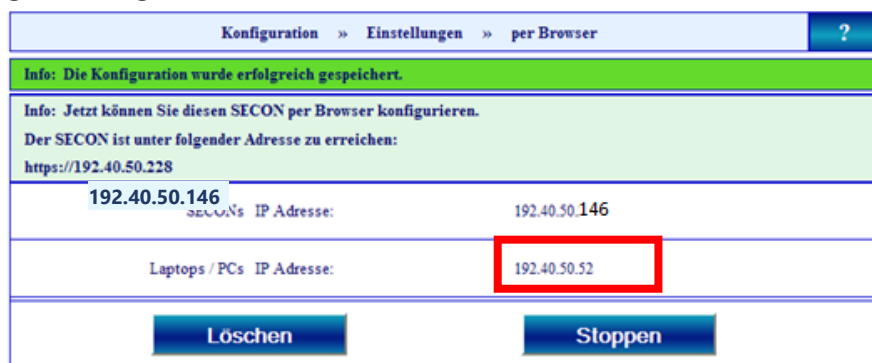 Konfiguration » Einstellungen » per Browser ?
Info: Die Konfiguration wurde erfolgreich gespeichert.
Info: Jetzt können Sie diesen SECON per Browser konfigurieren.
Der SECON ist unter folgender Adresse zu erreichen:
https://192.40.50.228
192.40.50.146
SECONs IP Adresse: 192.40.50.146
Laptops / PCs IP Adresse: 192.40.50.52
Löschen Stoppen